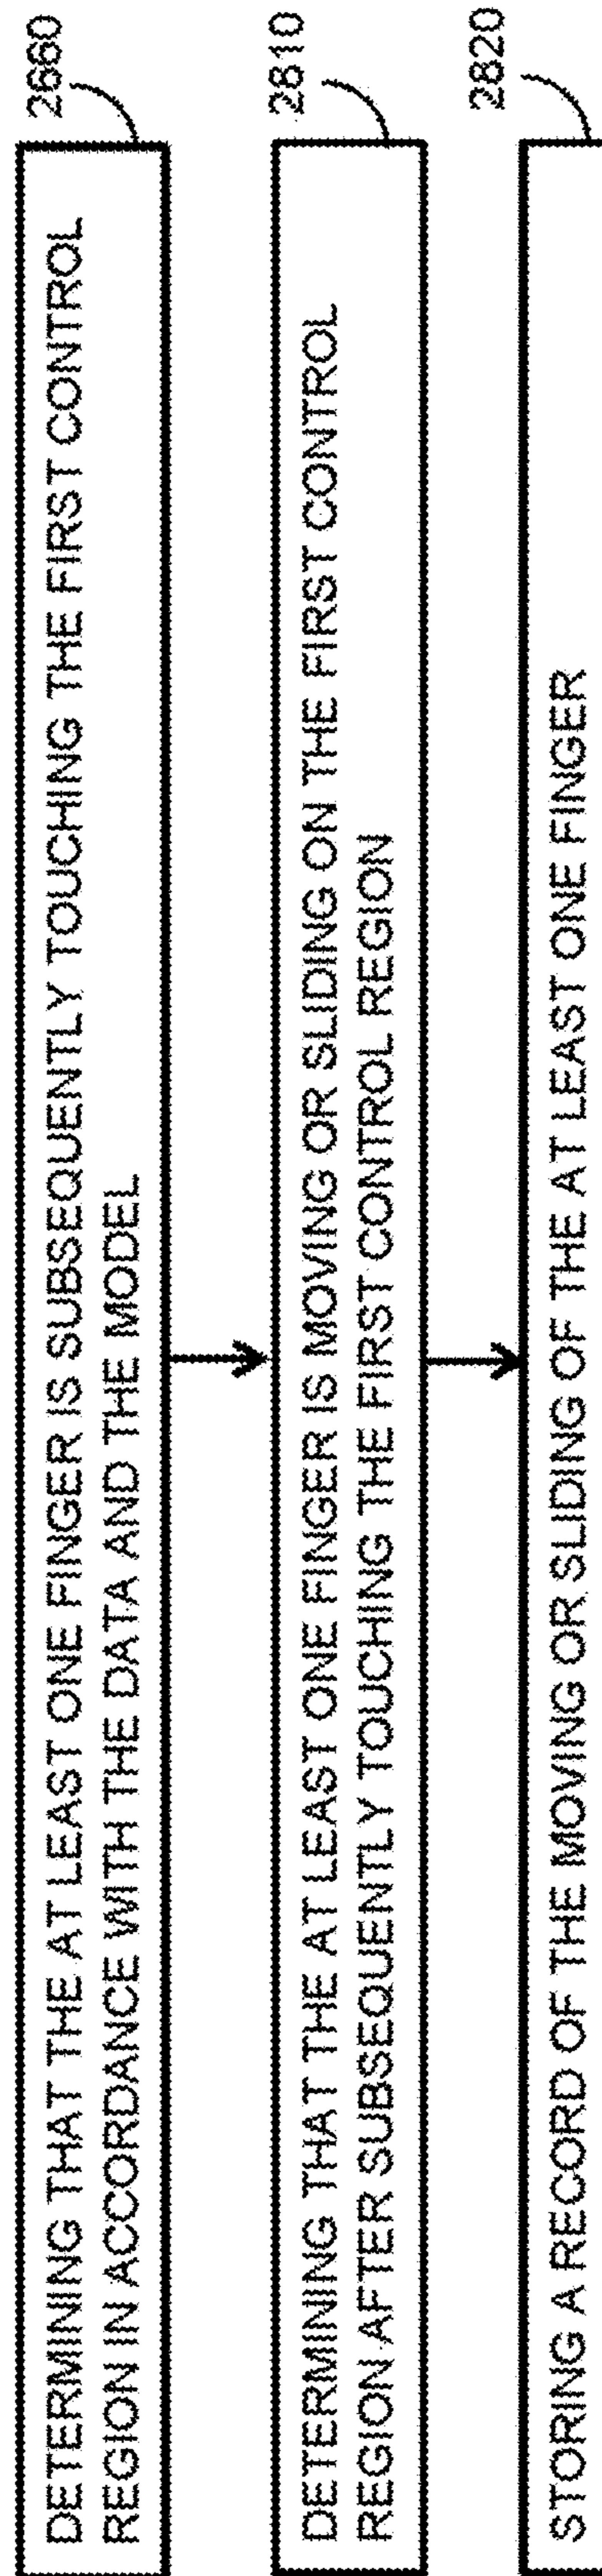 2660
DETERMINING THAT THE AT LEAST ONE FINGER IS SUBSEQUENTLY TOUCHING THE FIRST CONTROL
REGION IN ACCORDANCE WITH THE DATA AND THE MODEL
2810
DETERMINING THAT THE AT LEAST ONE FINGER IS MOVING OR SLIDING ON THE FIRST CONTROL
REGION AFTER SUBSEQUENTLY TOUCHING THE FIRST CONTROL REGION
2820
STORING A RECORD OF THE MOVING OR SLIDING OF THE AT LEAST ONE FINGER